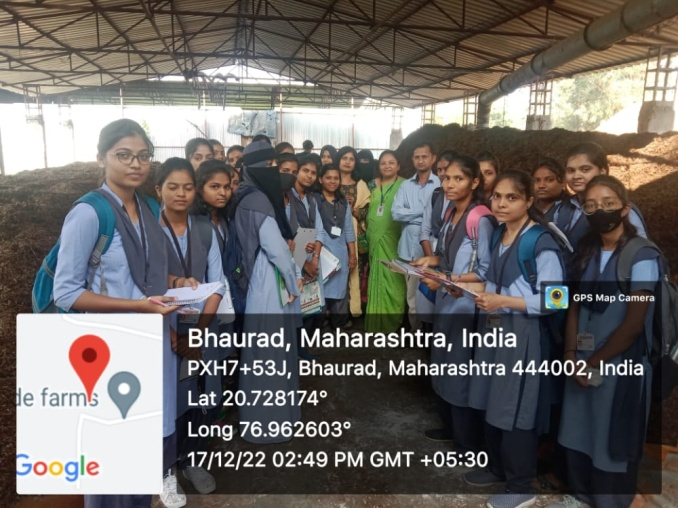 GPS Map Camera
Bhaurad, Maharashtra, India
PXH7+53J, Bhaurad, Maharashtra 444002, India
Lat 20.728174°
Long 76.962603°
17/12/22 02:49 PM GMT +05:30
de farms
Google